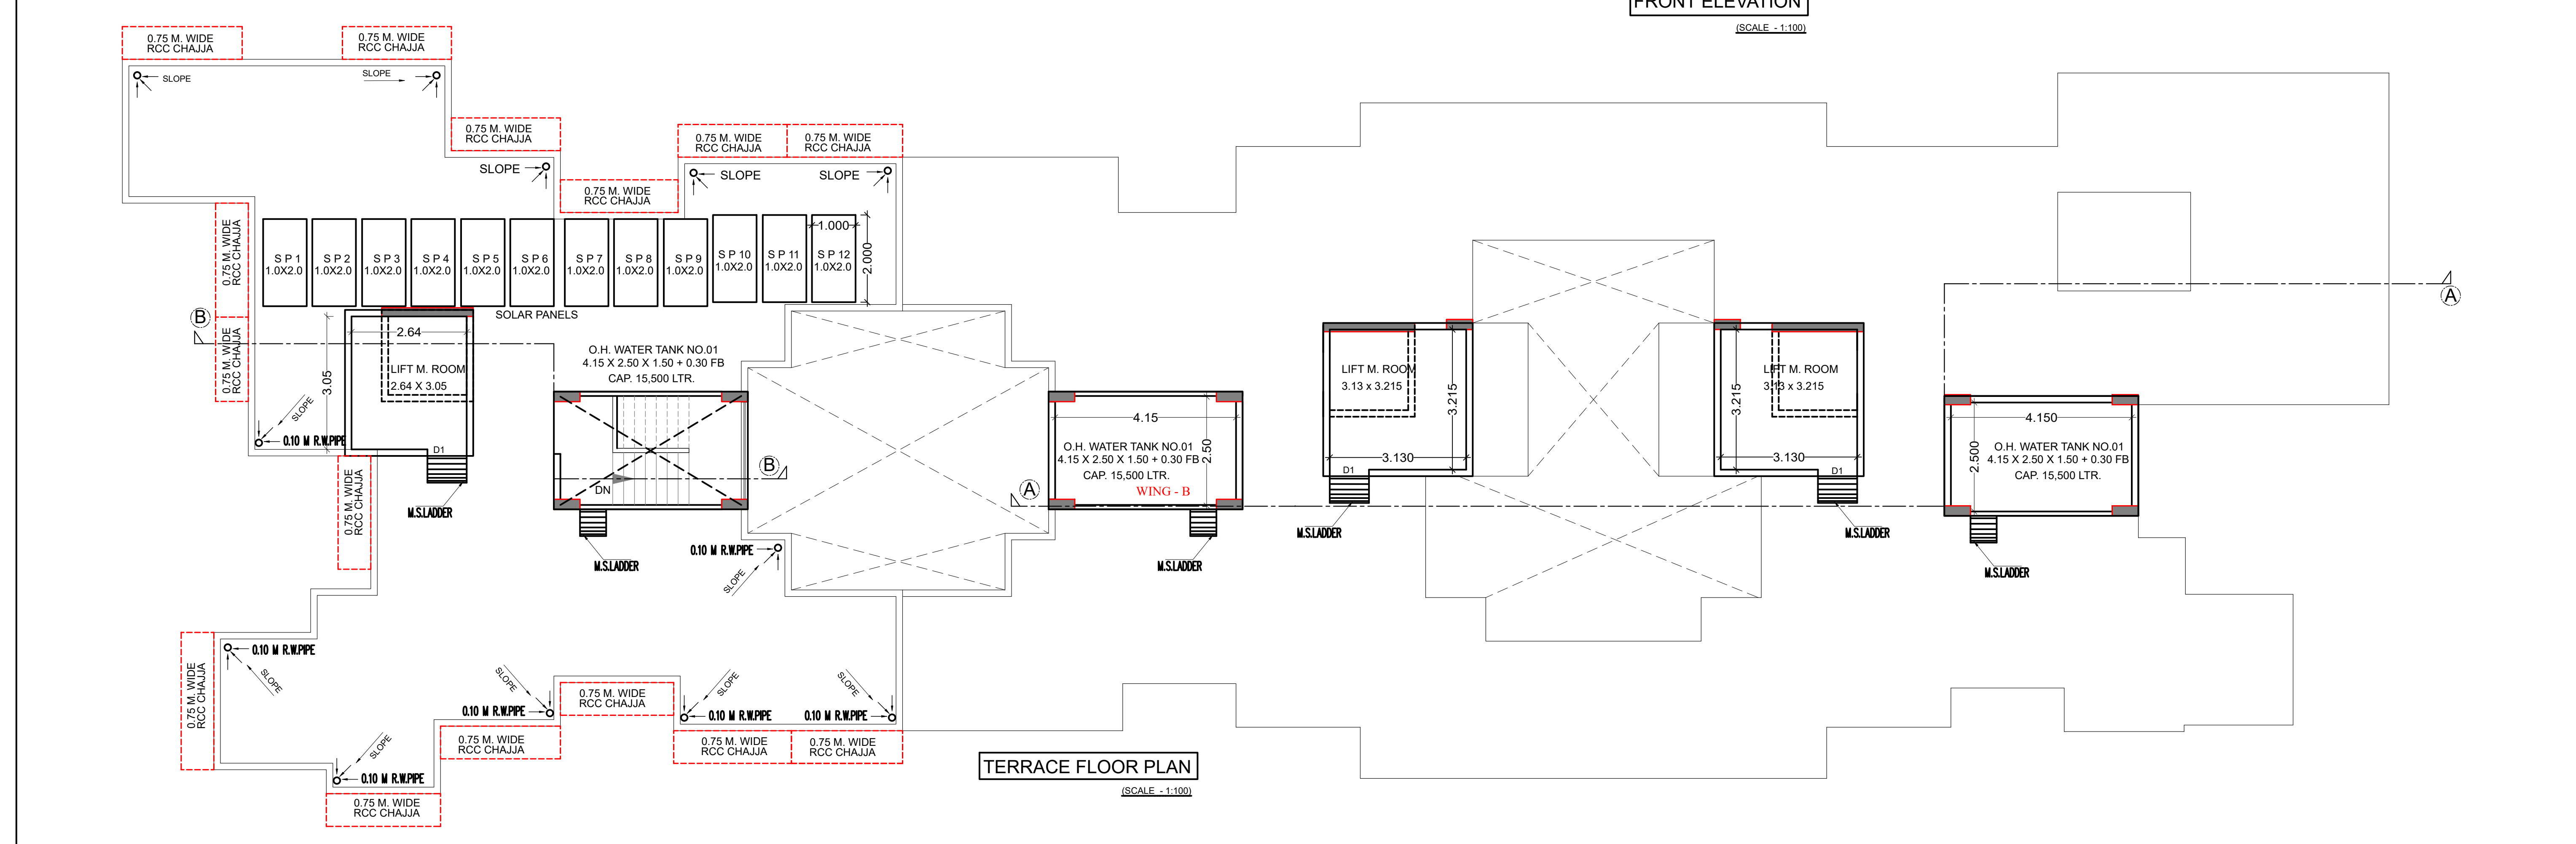 FRONT ELEVATION
(SCALE - 1:100)
0.75 M. WIDE
RCC CHAJJA
0.75 M. WIDE
RCC CHAJJA
SLOPE
SLOPE
0.75 M. WIDE
RCC CHAJJA
0.75 M. WIDE
RCC CHAJJA
0.75 M. WIDE
RCC CHAJJA
SLOPE
SLOPE
SLOPE
0.75 M. WIDE
RCC CHAJJA
0.75 M. WIDE
RCC CHAJJA
S P 1
1.0X2.0
S P 2
1.0X2.0
S P 3
1.0X2.0
S P 4
1.0X2.0
S P 5
1.0X2.0
S P 6
1.0X2.0
S P 7
1.0X2.0
S P 8
1.0X2.0
S P 9
1.0X2.0
S P 10
1.0X2.0
S P 11
1.0X2.0
S P 12
1.0X2.0
1.000
2.000
SOLAR PANELS
B
0.75 M. WIDE
RCC CHAJJA
2.64
3.05
LIFT M. ROOM
2.64 X 3.05
D1
SLOPE
0.10 M R.W.PIPE
M.S.LADDER
0.75 M. WIDE
RCC CHAJJA
O.H. WATER TANK NO.01
4.15 X 2.50 X 1.50 + 0.30 FB
CAP. 15,500 LTR.
DN
B
M.S.LADDER
0.10 M R.W.PIPE
SLOPE
A
4.15
2.50
O.H. WATER TANK NO.01
4.15 X 2.50 X 1.50 + 0.30 FB
CAP. 15,500 LTR.
WING - B
M.S.LADDER
LIFT M. ROOM
3.13 x 3.215
3.215
3.130
D1
M.S.LADDER
LIFT M. ROOM
3.13 x 3.215
3.215
3.130
D1
M.S.LADDER
A
4.150
2.500
O.H. WATER TANK NO.01
4.15 X 2.50 X 1.50 + 0.30 FB
CAP. 15,500 LTR.
M.S.LADDER
0.75 M. WIDE
RCC CHAJJA
0.10 M R.W.PIPE
SLOPE
SLOPE
0.10 M R.W.PIPE
0.75 M. WIDE
RCC CHAJJA
SLOPE
0.10 M R.W.PIPE
SLOPE
0.10 M R.W.PIPE
SLOPE
0.10 M R.W.PIPE
0.75 M. WIDE
RCC CHAJJA
0.75 M. WIDE
RCC CHAJJA
0.75 M. WIDE
RCC CHAJJA
0.75 M. WIDE
RCC CHAJJA
TERRACE FLOOR PLAN
(SCALE - 1:100)